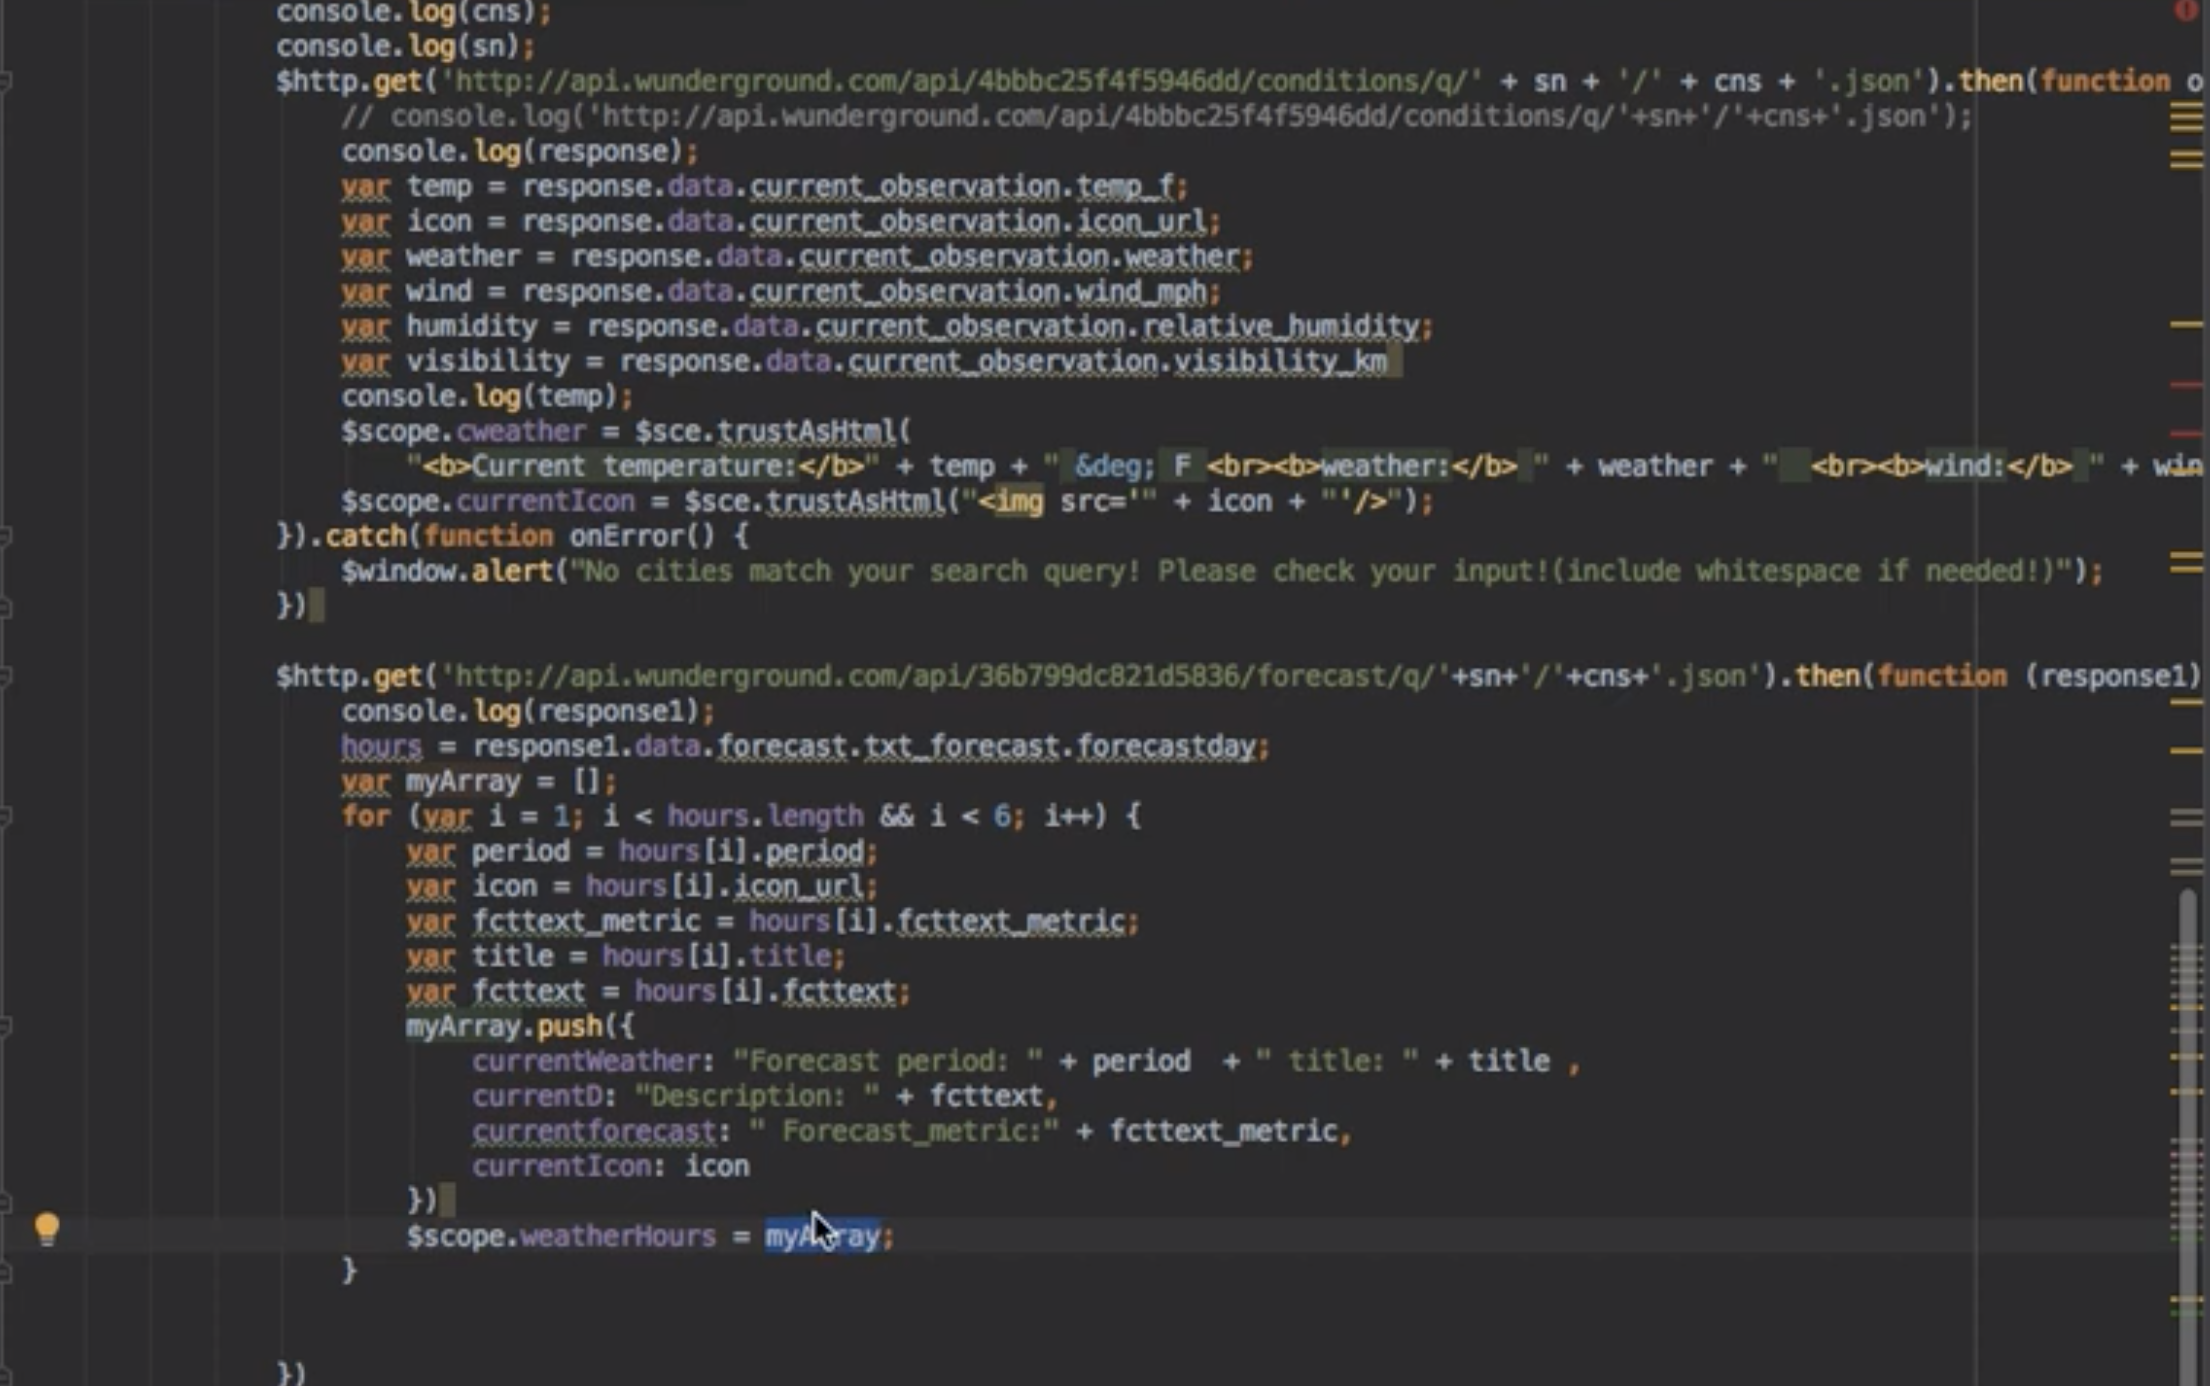 console.log(cns);
console.log(sn);
$http.get('http://api.wunderground.com/api/4bbbc25f4f5946dd/conditions/q/' + sn + '/' + cns + '.json').then(function o
// console.log('http://api.wunderground.com/api/4bbbc25f4f5946dd/conditions/q/'+sn+'/'+cns+'.json');
console.log(response);
var temp = response.data.current_observation.temp_f;
var icon = response.data.current_observation.icon_url;
var weather = response.data.current_observation.weather;
var wind = response.data.current_observation.wind_mph;
var humidity = response.data.current_observation.relative_humidity;
var visibility = response.data.current_observation.visibility_km
console.log(temp);
$scope.cweather = $sce.trustAsHtml(
"<b>Current temperature:</b>" + temp + " &deg; F <br><b>weather:</b> " + weather + "  <br><b>wind:</b> " + win
$scope.currentIcon = $sce.trustAsHtml("<img src='" + icon + "'/>");
}).catch(function onError() {
$window.alert("No cities match your search query! Please check your input!(include whitespace if needed!)");
})
$http.get('http://api.wunderground.com/api/36b799dc821d5836/forecast/q/'+sn+'/'+cns+'.json').then(function (response1)
console.log(response1);
hours = response1.data.forecast.txt_forecast.forecastday;
var myArray = [];
for (var i = 1; i < hours.length && i < 6; i++) {
var period = hours[i].period;
var icon = hours[i].icon_url;
var fcttext_metric = hours[i].fcttext_metric;
var title = hours[i].title;
var fcttext = hours[i].fcttext;
myArray.push({
currentWeather: "Forecast period: " + period  + " title: " + title ,
currentD: "Description: " + fcttext,
currentforecast: " Forecast_metric:" + fcttext_metric,
currentIcon: icon
})
$scope.weatherHours = myArray;
}
})